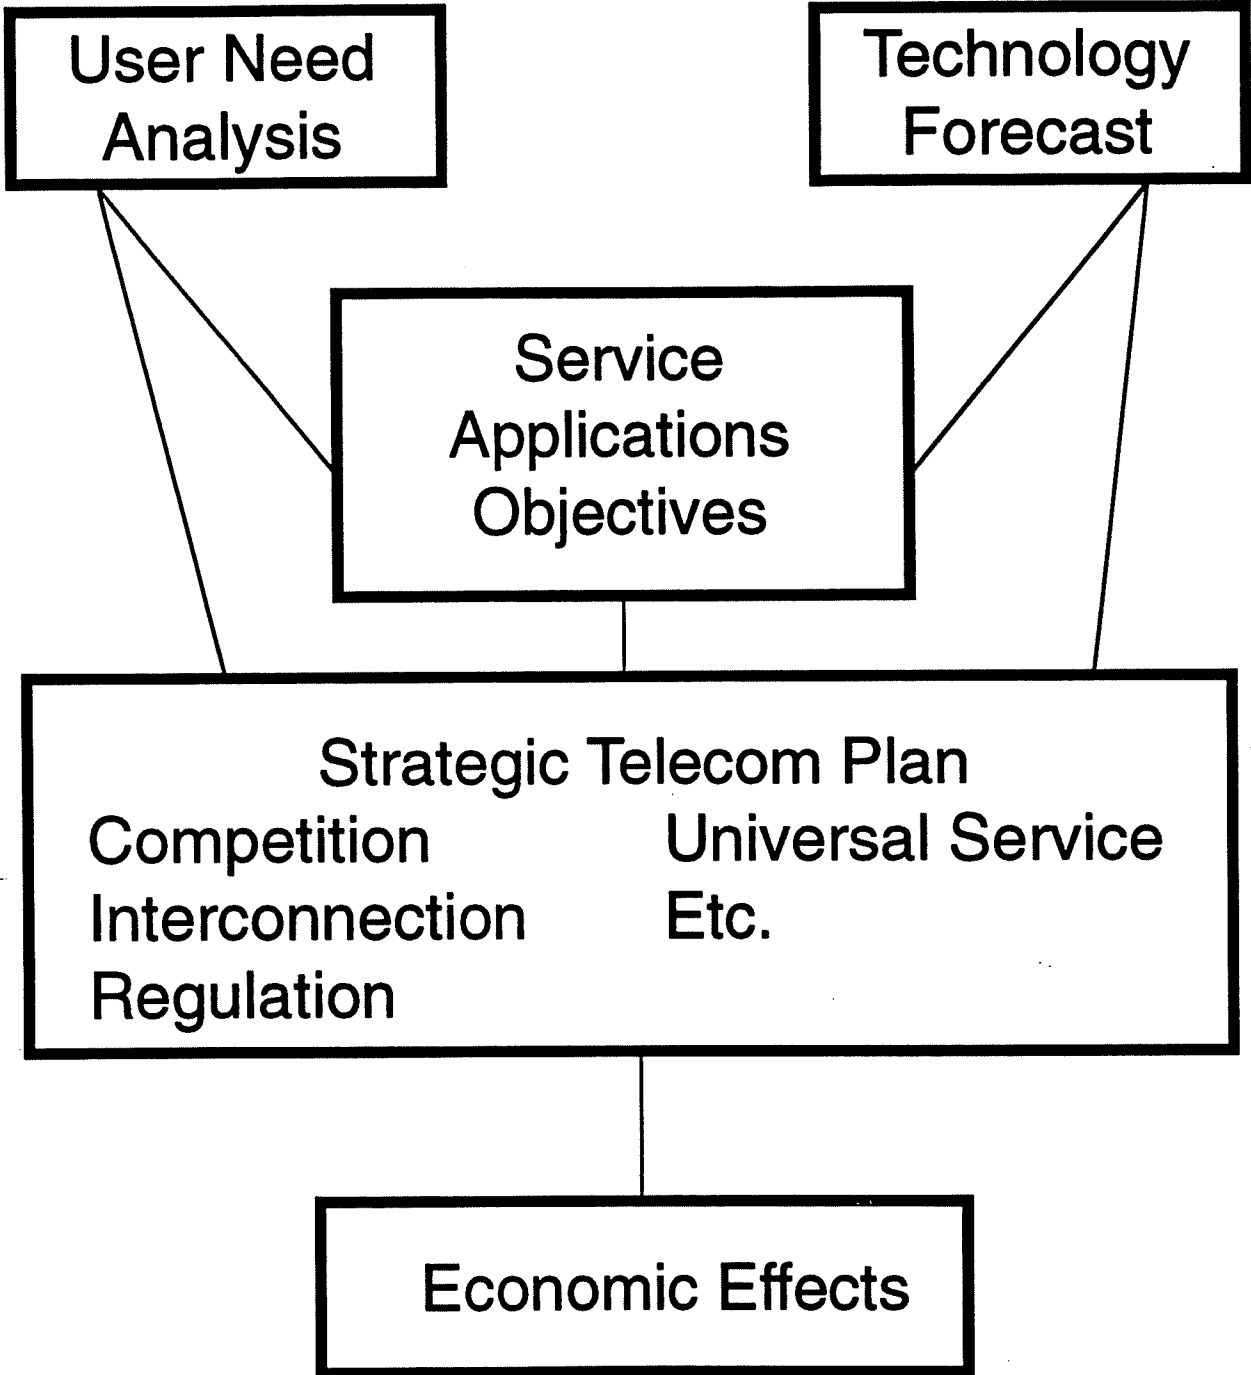 User Need
Analysis
Technology
Forecast
Service
Applications
Objectives
Strategic Telecom Plan
Competition
Interconnection
Regulation
Universal Service
Etc.
Economic Effects